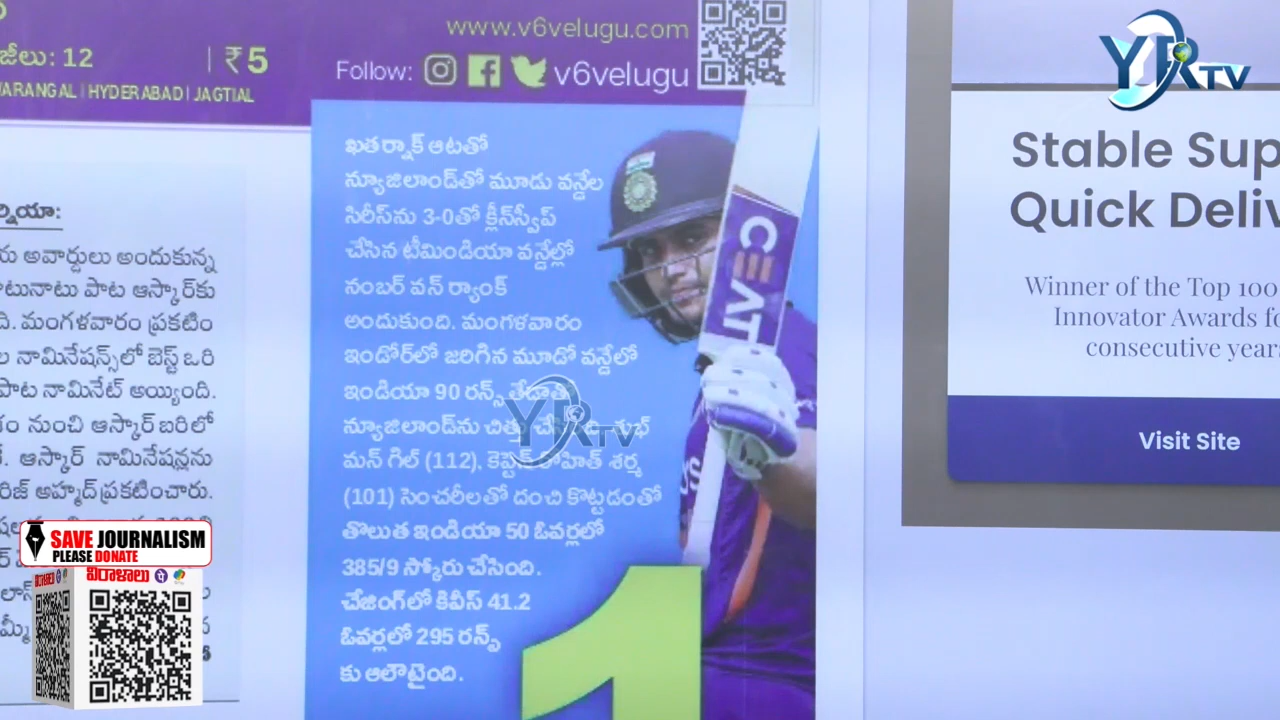 www.v6velugu.com
జీలు: 12 | ₹5
Follow: v6velugu
WARANGAL | HYDERABAD | JAGTIAL
YRTV
ఖతర్నాక్ ఆటతో
న్యూజిలాండ్‌తో మూడు వన్డేల
సిరీస్‌ను 3-0తో క్లీన్‌స్వీప్
చేసిన టీమిండియా వన్డేల్లో
నంబర్ వన్ ర్యాంక్
అందుకుంది. మంగళవారం
ఇండోర్‌లో జరిగిన మూడో వన్డేలో
ఇండియా 90 రన్స్ తేడాతో
న్యూజిలాండ్‌ను చిత్తు
మన్ గిల్ (112), కెప్టెన్ రోహిత్ శర్మ
(101) సెంచరీలతో దంచి కొట్టడంతో
తొలుత ఇండియా 50 ఓవర్లలో
385/9 స్కోరు చేసింది.
చేజింగ్‌లో కివీస్ 41.2
ఓవర్లలో 295 రన్స్
కు ఆలౌటైంది.
1
CEAT
ర్నియా:
ను అవార్డులు అందుకున్న
టునాటు పాట ఆస్కార్‌కు
ది. మంగళవారం ప్రకటిం
ల నామినేషన్స్‌లో బెస్ట్ ఒరి
పాట నామినేట్ అయ్యింది.
నుంచి ఆస్కార్ బరిలో
ఆస్కార్ నామినేషన్లను
రిజ్ అహ్మద్ ప్రకటించారు.
Stable Sup
Quick Deliv
Winner of the Top 100
Innovator Awards fo
consecutive years
Visit Site
YRTV
SAVE JOURNALISM
PLEASE DONATE
విరాళాలు